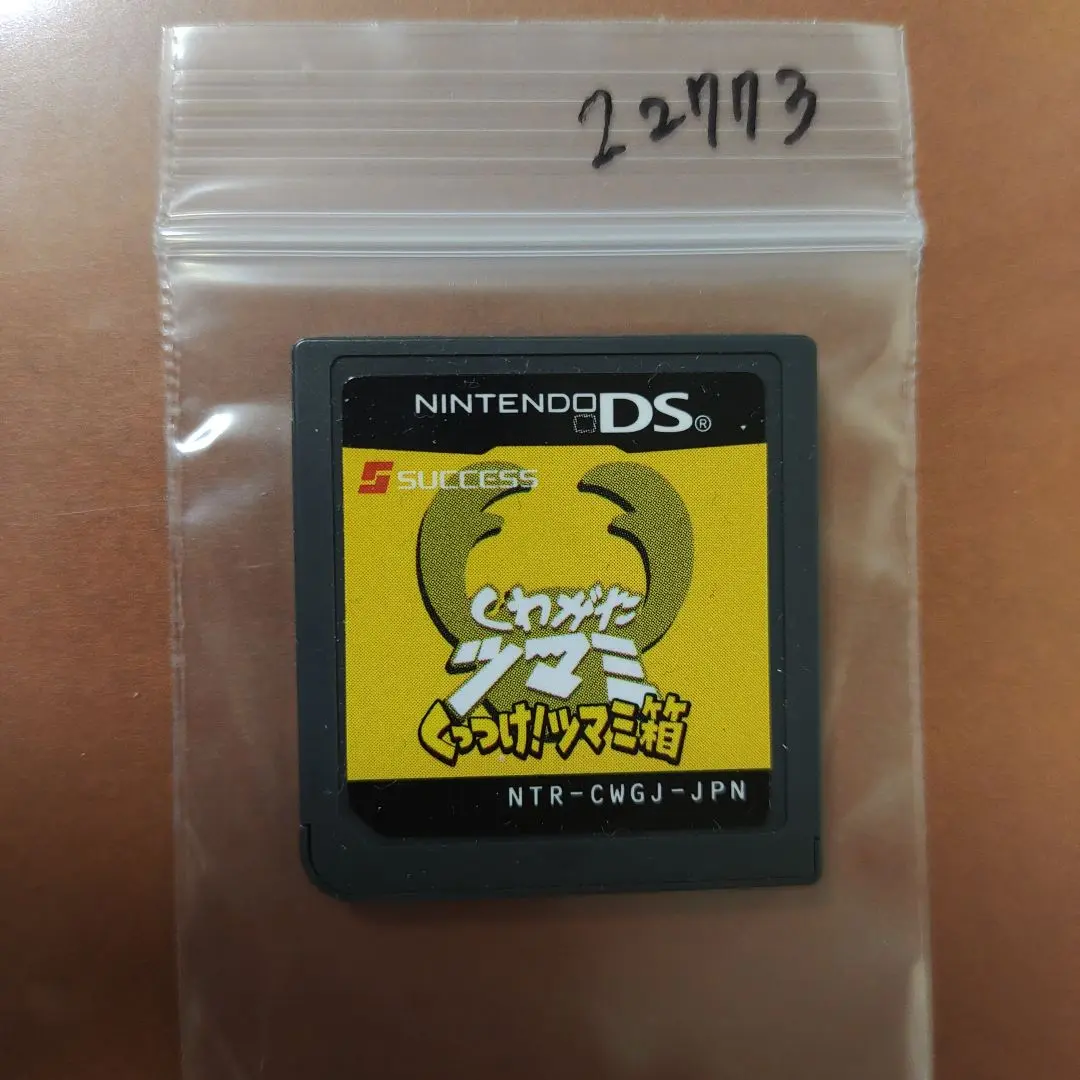 22773
NINTENDO DS®
SUCCESS
くわがた
ツマミ
くっつけ!ツマミ箱
NTR-CWGJ-JPN